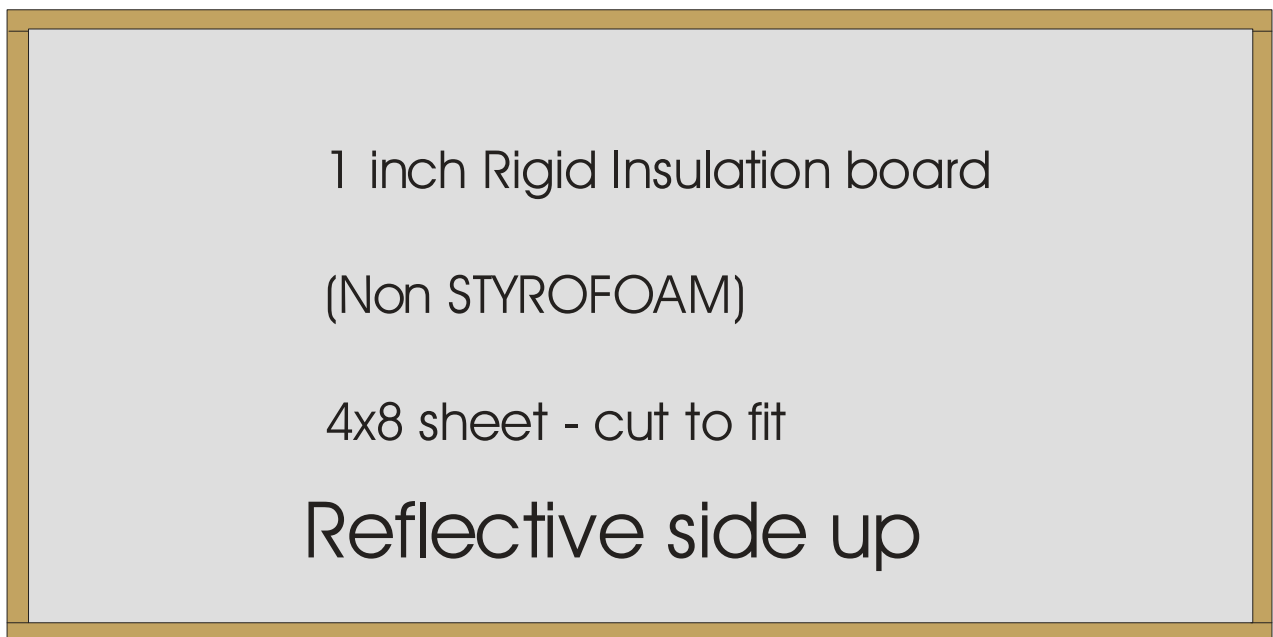 1 inch Rigid Insulation board
(Non STYROFOAM)
4x8 sheet - cut to fit
Reflective side up